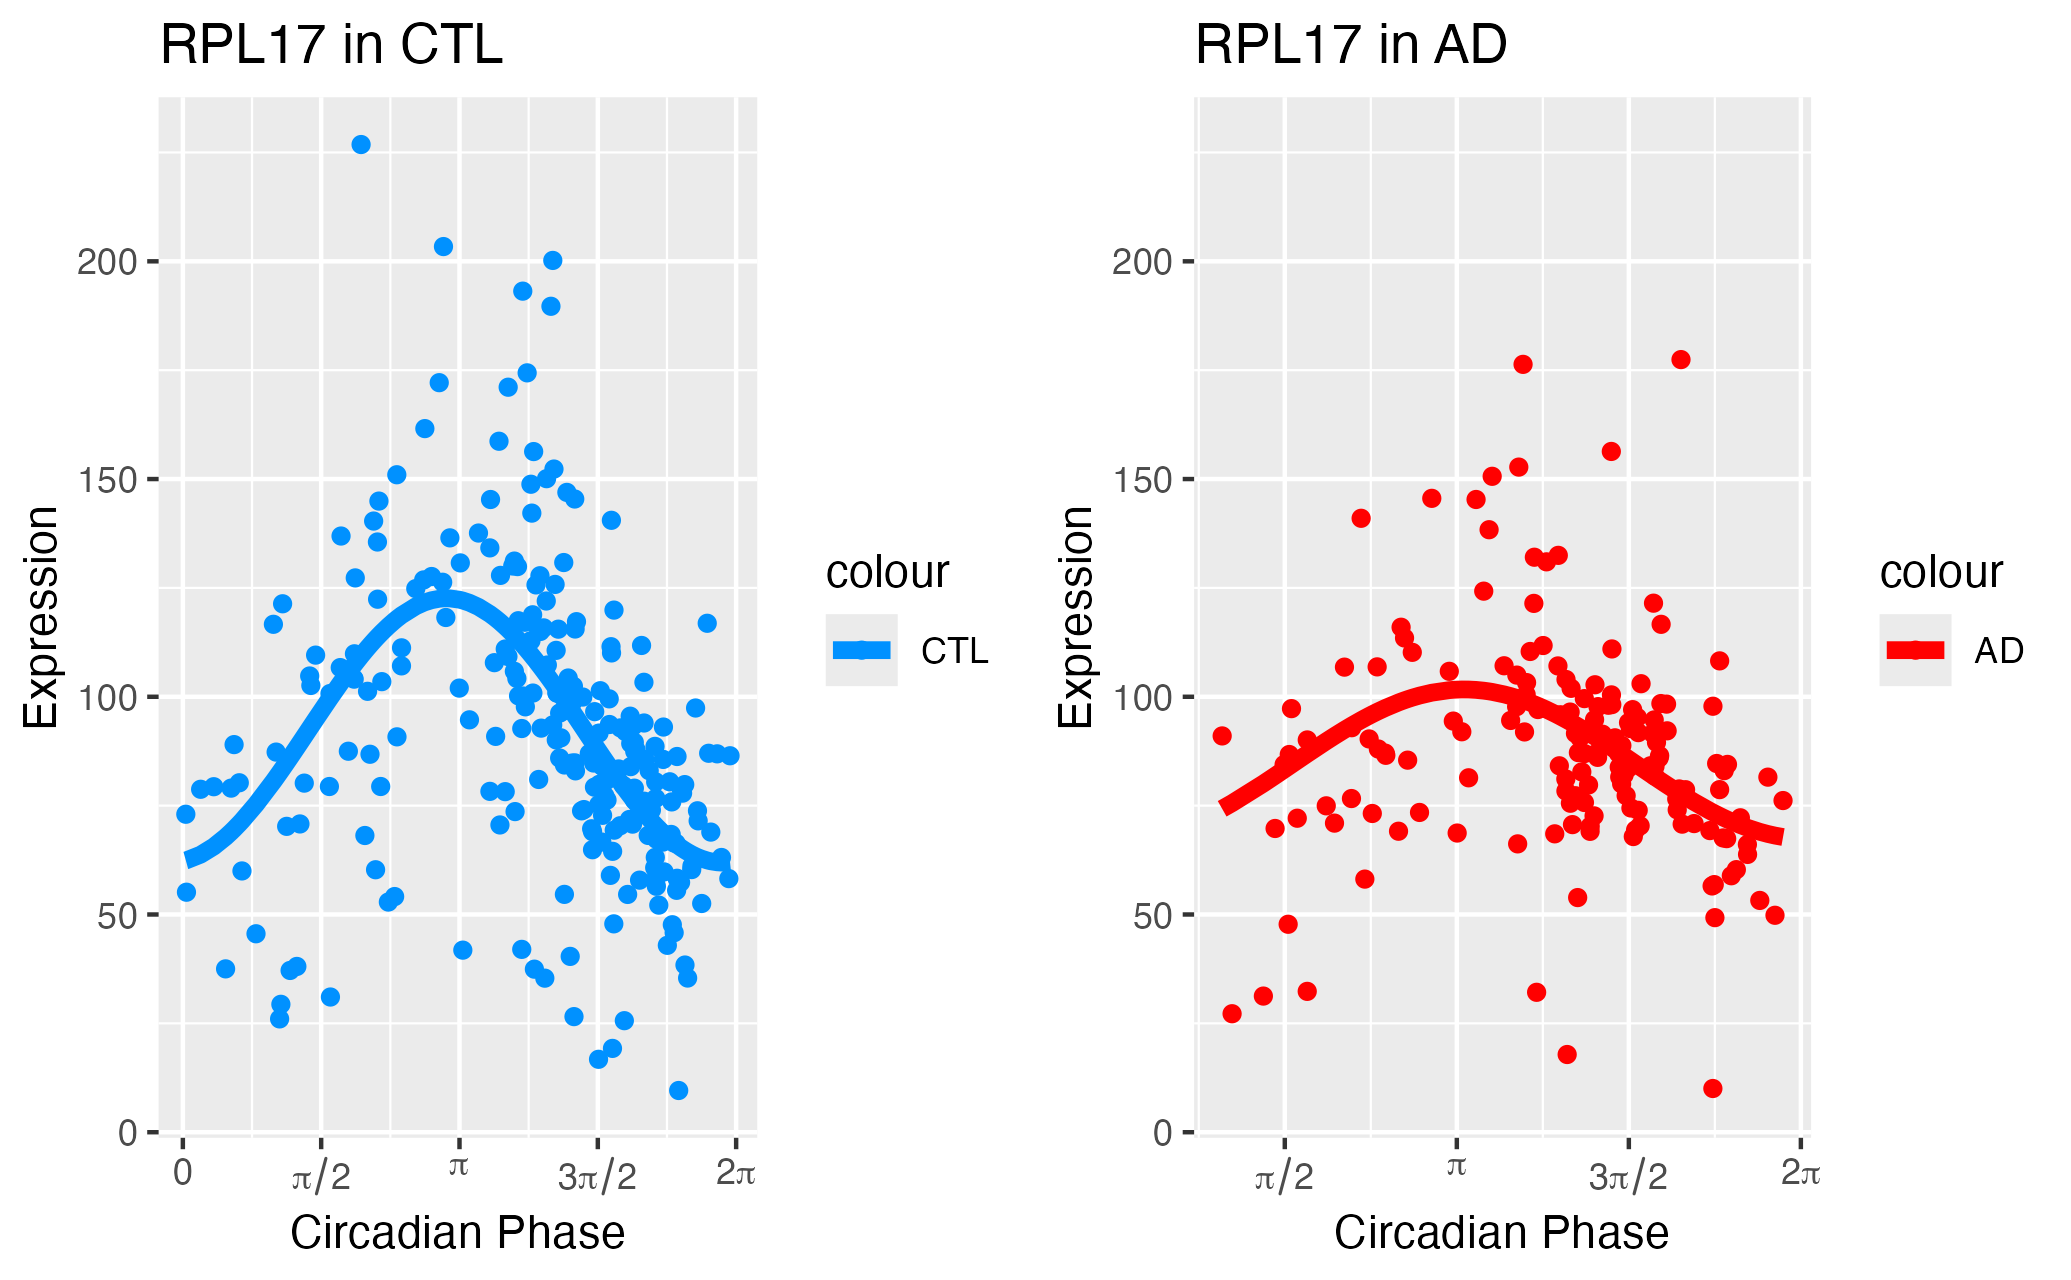 RPL17 in CTL
Expression
200
150
100
50
0
0 π/2 π 3π/2 2π
Circadian Phase
colour
CTL
RPL17 in AD
Expression
200
150
100
50
0
π/2 π 3π/2 2π
Circadian Phase
colour
AD